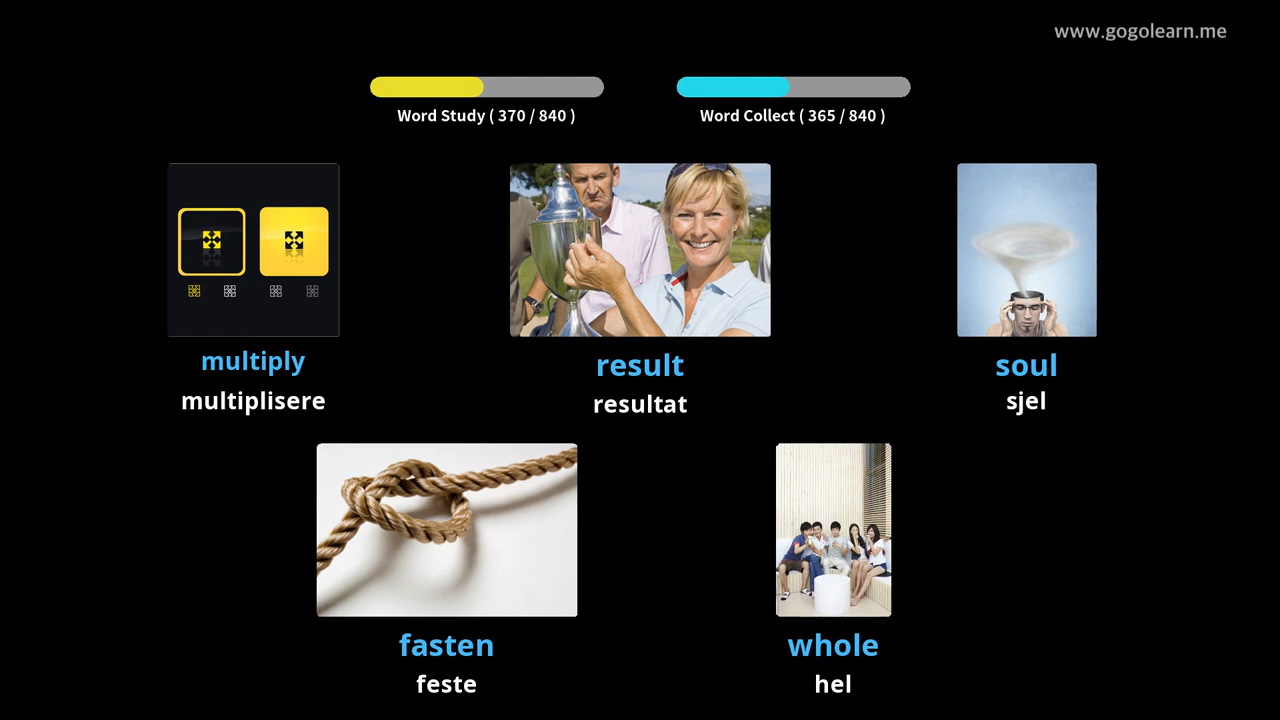 www.gogolearn.me
Word Study ( 370 / 840 )
Word Collect ( 365 / 840 )
multiply
multiplisere
result
resultat
soul
sjel
fasten
feste
whole
hel